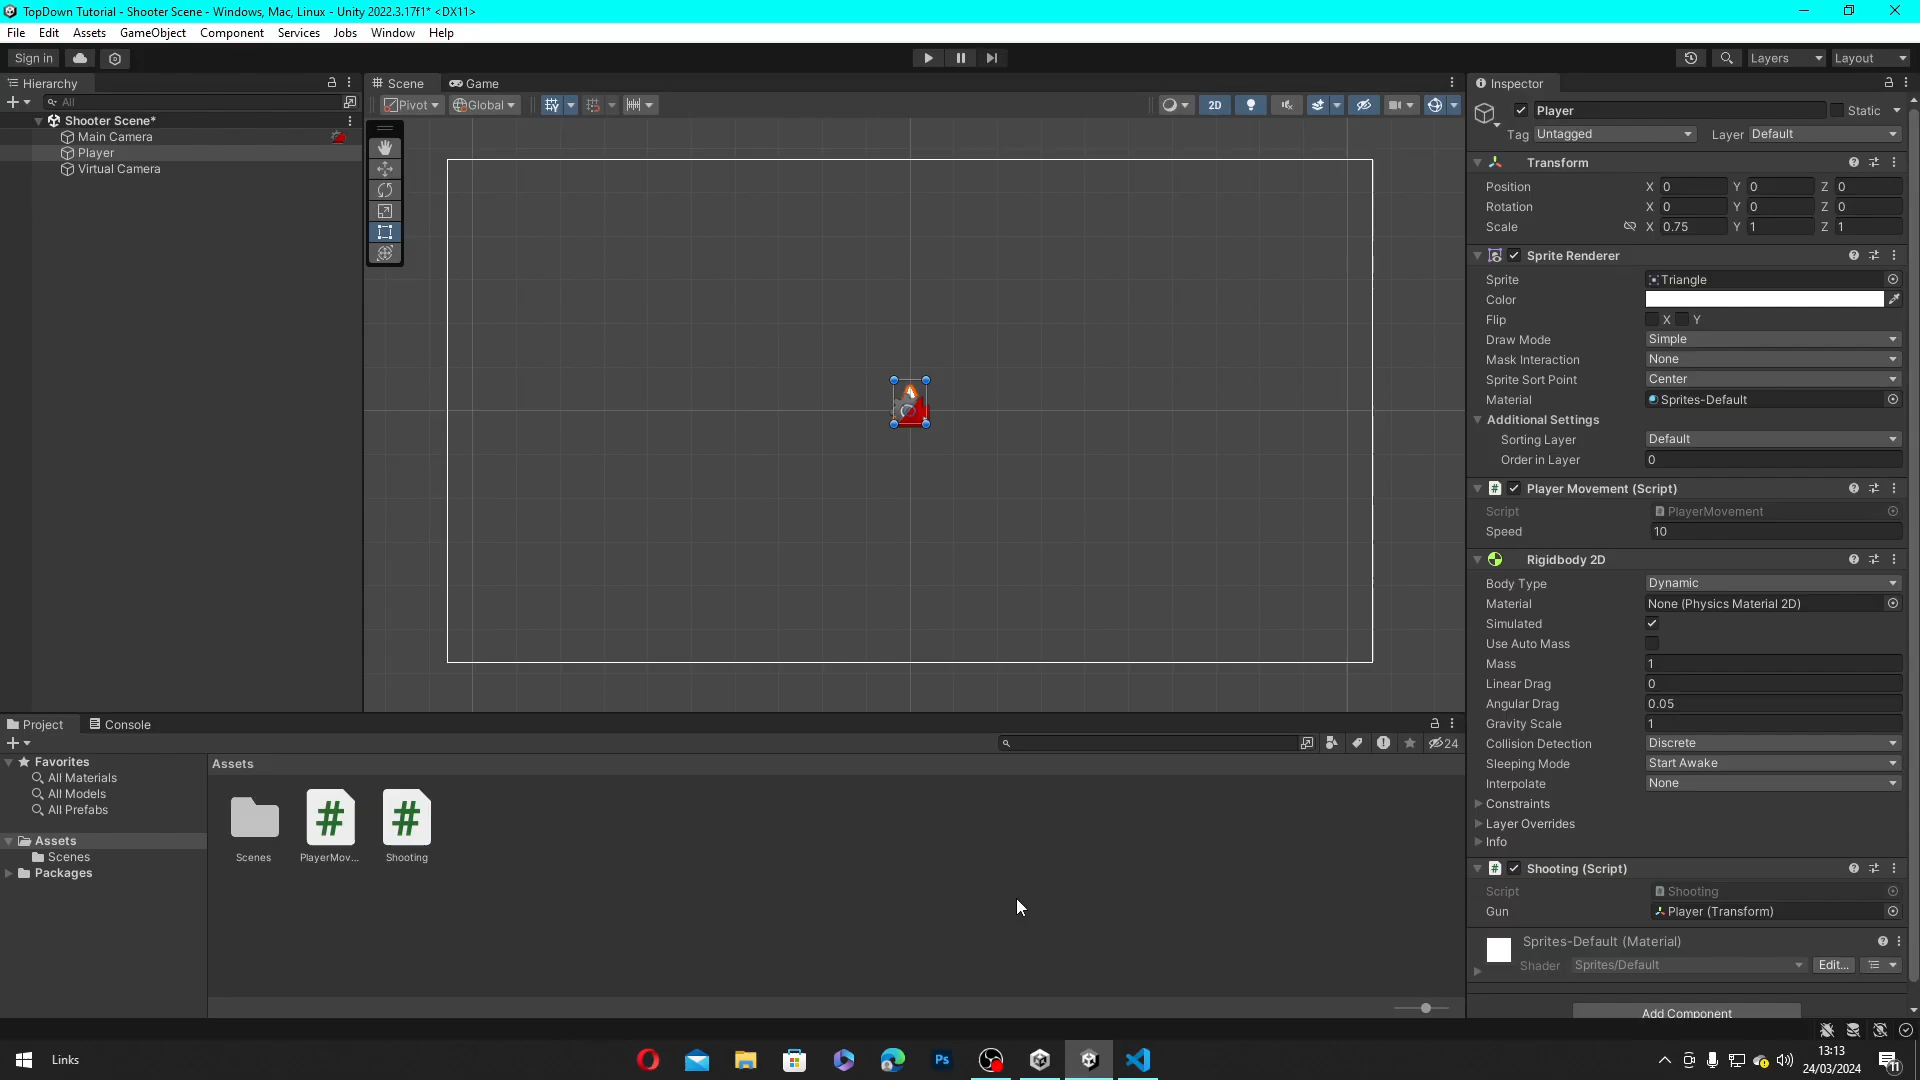 TopDown Tutorial - Shooter Scene - Windows, Mac, Linux - Unity 2022.3.17f1* <DX11>
File Edit Assets GameObject Component Services Jobs Window Help
Sign in
Layers
Layout
Hierarchy
All
Shooter Scene*
Main Camera
Player
Virtual Camera
Scene
Game
Pivot
Global
2D
Inspector
Player
Static
Tag Untagged
Layer Default
Transform
Position X 0 Y 0 Z 0
Rotation X 0 Y 0 Z 0
Scale X 0.75 Y 1 Z 1
Sprite Renderer
Sprite Triangle
Color
Flip X Y
Draw Mode Simple
Mask Interaction None
Sprite Sort Point Center
Material Sprites-Default
Additional Settings
Sorting Layer Default
Order in Layer 0
# Player Movement (Script)
Script PlayerMovement
Speed 10
Rigidbody 2D
Body Type Dynamic
Material None (Physics Material 2D)
Simulated
Use Auto Mass
Mass 1
Linear Drag 0
Angular Drag 0.05
Gravity Scale 1
Collision Detection Discrete
Sleeping Mode Start Awake
Interpolate None
Constraints
Layer Overrides
Info
# Shooting (Script)
Script Shooting
Gun Player (Transform)
Sprites-Default (Material)
Shader Sprites/Default
Edit...
Add Component
Project
Console
24
Favorites
All Materials
All Models
All Prefabs
Assets
Scenes
Packages
Assets
# #
Scenes PlayerMov... Shooting
Links
Ps
13:13
24/03/2024
11